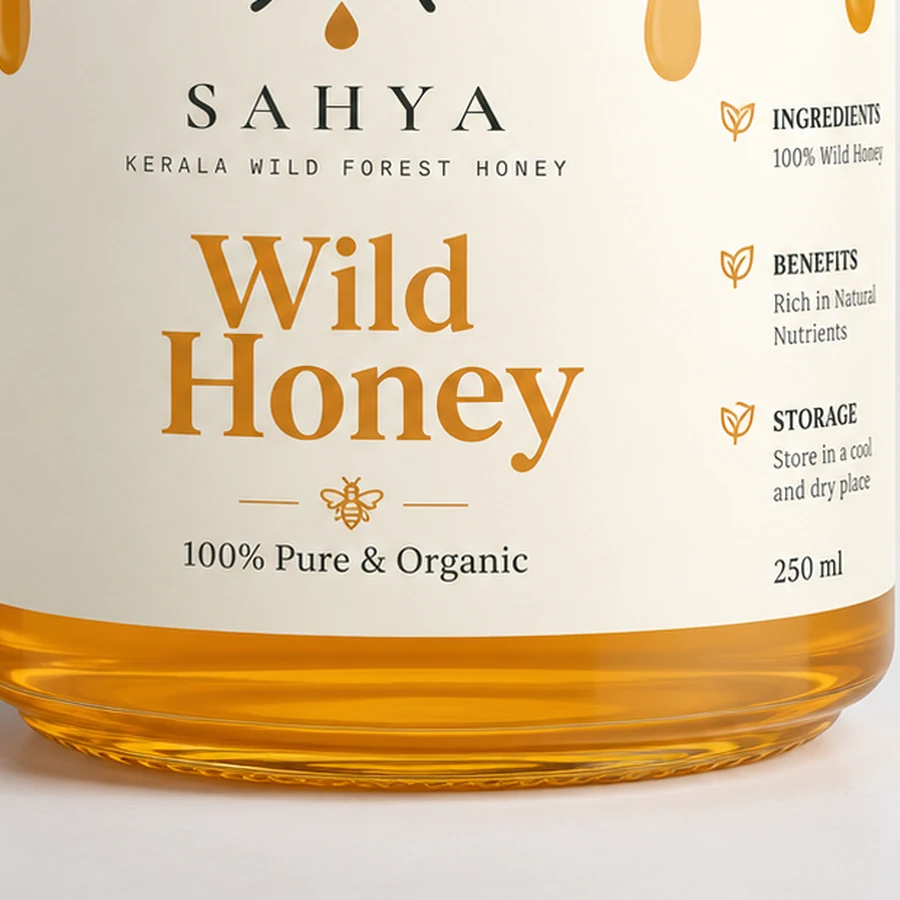 SAHYA
KERALA WILD FOREST HONEY
Wild
Honey
100% Pure & Organic
INGREDIENTS
100% Wild Honey
BENEFITS
Rich in Natural
Nutrients
STORAGE
Store in a cool
and dry place
250 ml